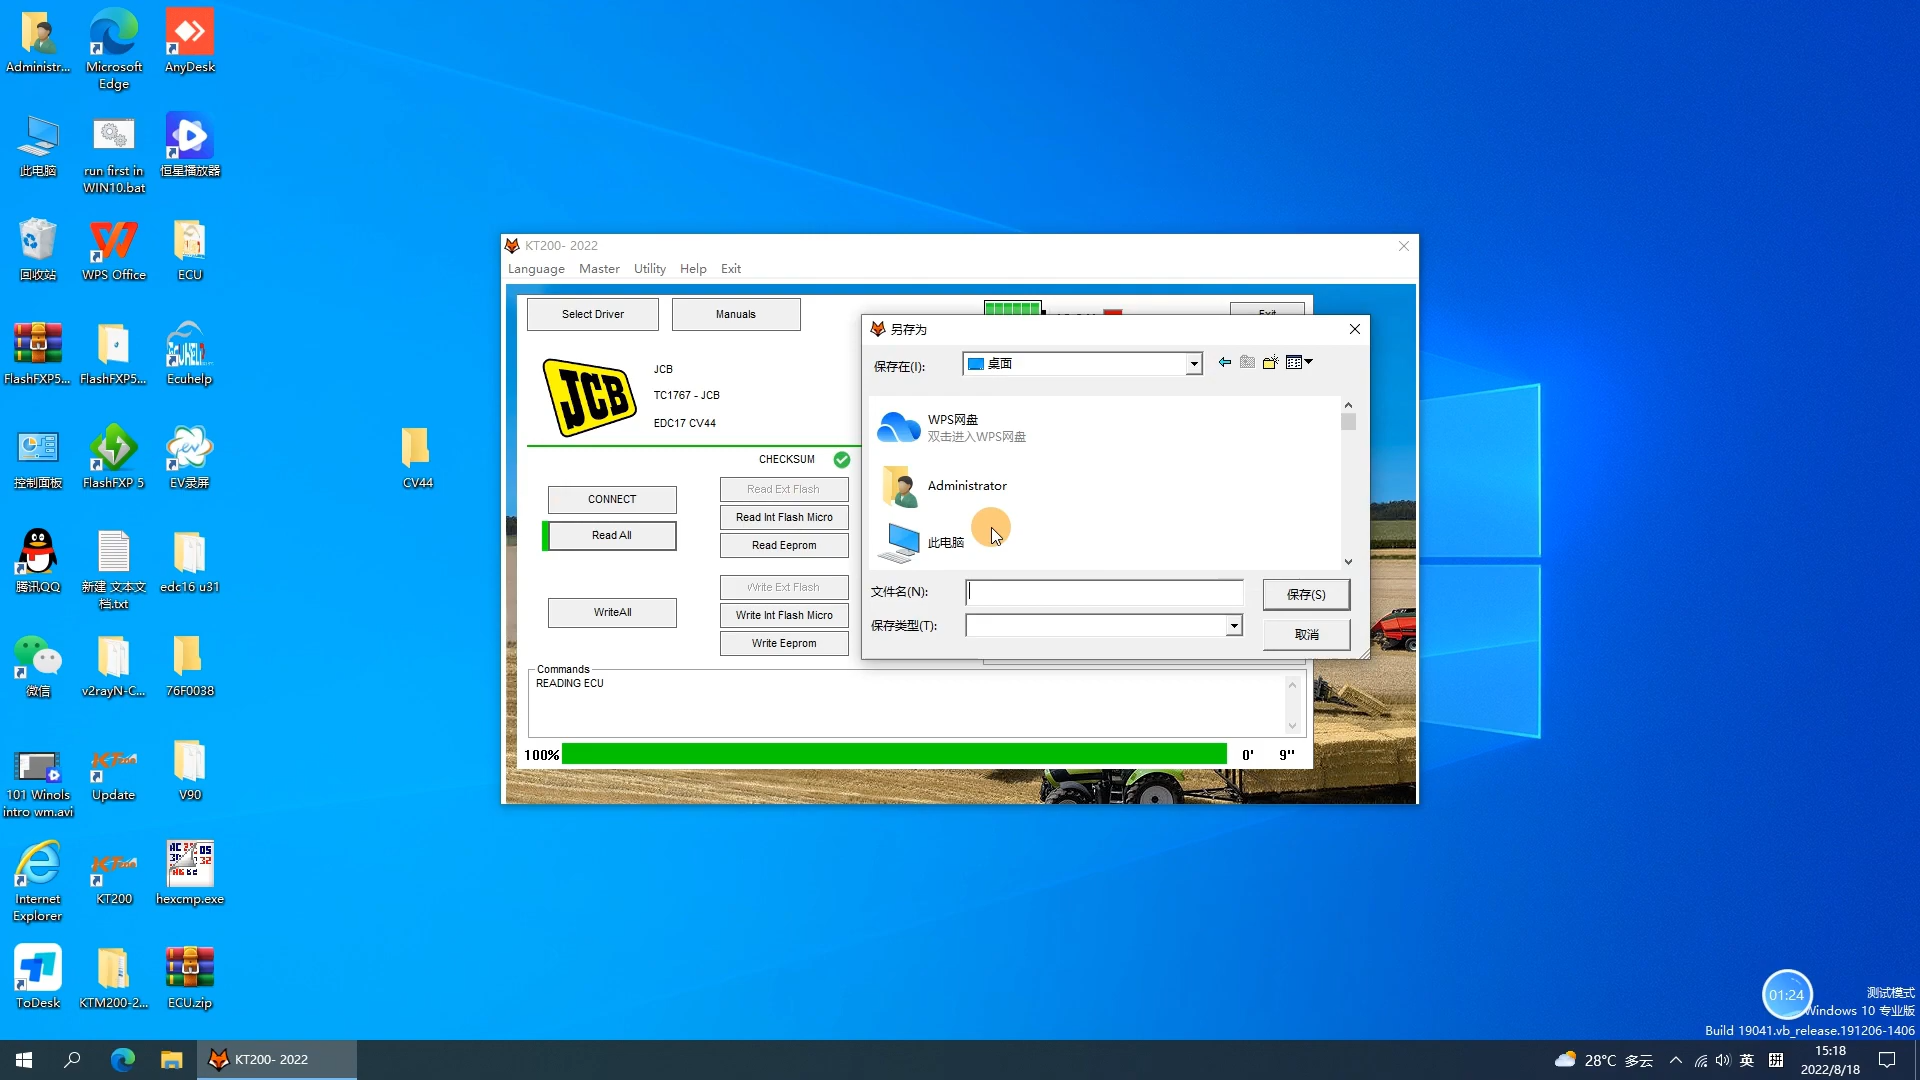 Administr...
Microsoft
Edge
AnyDesk
此电脑
run first in
WIN10.bat
恒星播放器
回收站
WPS Office
ECU
FlashFXP5...
FlashFXP5...
Ecuhelp
控制面板
FlashFXP 5
EV录屏
CV44
腾讯QQ
新建 文本文
档.txt
edc16 u31
微信
v2rayN-C...
76F0038
101 Winols
intro wm.avi
Update
V90
Internet
Explorer
KT200
hexcmp.exe
ToDesk
KTM200-2...
ECU.zip
KT200- 2022
Language
Master
Utility
Help
Exit
Select Driver
Manuals
Exit
JCB
JCB
TC1767 - JCB
EDC17 CV44
CHECKSUM
CONNECT
Read All
WriteAll
Read Ext Flash
Read Int Flash Micro
Read Eeprom
Write Ext Flash
Write Int Flash Micro
Write Eeprom
Commands
READING ECU
100%
0'
9"
另存为
保存在(I):
桌面
WPS网盘
双击进入WPS网盘
Administrator
此电脑
文件名(N):
保存(S)
保存类型(T):
取消
01:24
测试模式
Windows 10 专业版
Build 19041.vb_release.191206-1406
KT200- 2022
28°C 多云
英
拼
15:18
2022/8/18